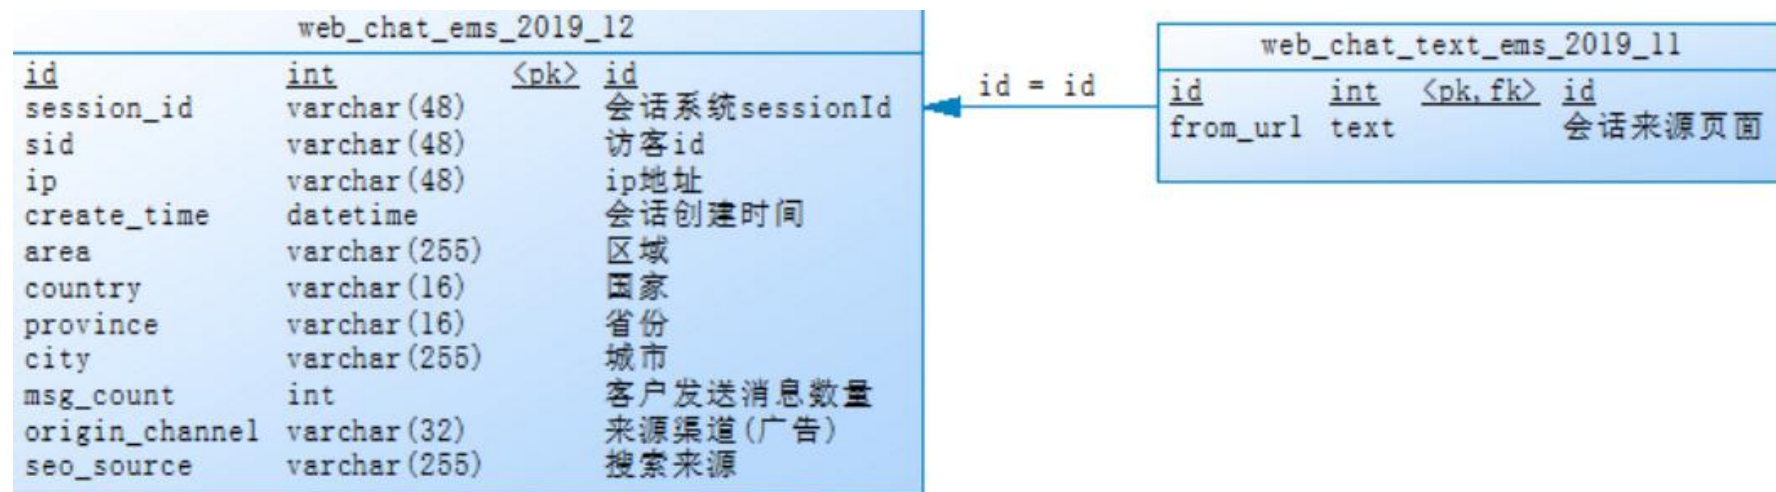 web_chat_ems_2019_12
id int <pk> id
session_id varchar(48) 会话系统sessionId
sid varchar(48) 访客id
ip varchar(48) ip地址
create_time datetime 会话创建时间
area varchar(255) 区域
country varchar(16) 国家
province varchar(16) 省份
city varchar(255) 城市
msg_count int 客户发送消息数量
origin_channel varchar(32) 来源渠道(广告)
seo_source varchar(255) 搜索来源
id = id
web_chat_text_ems_2019_11
id int <pk,fk> id
from_url text 会话来源页面